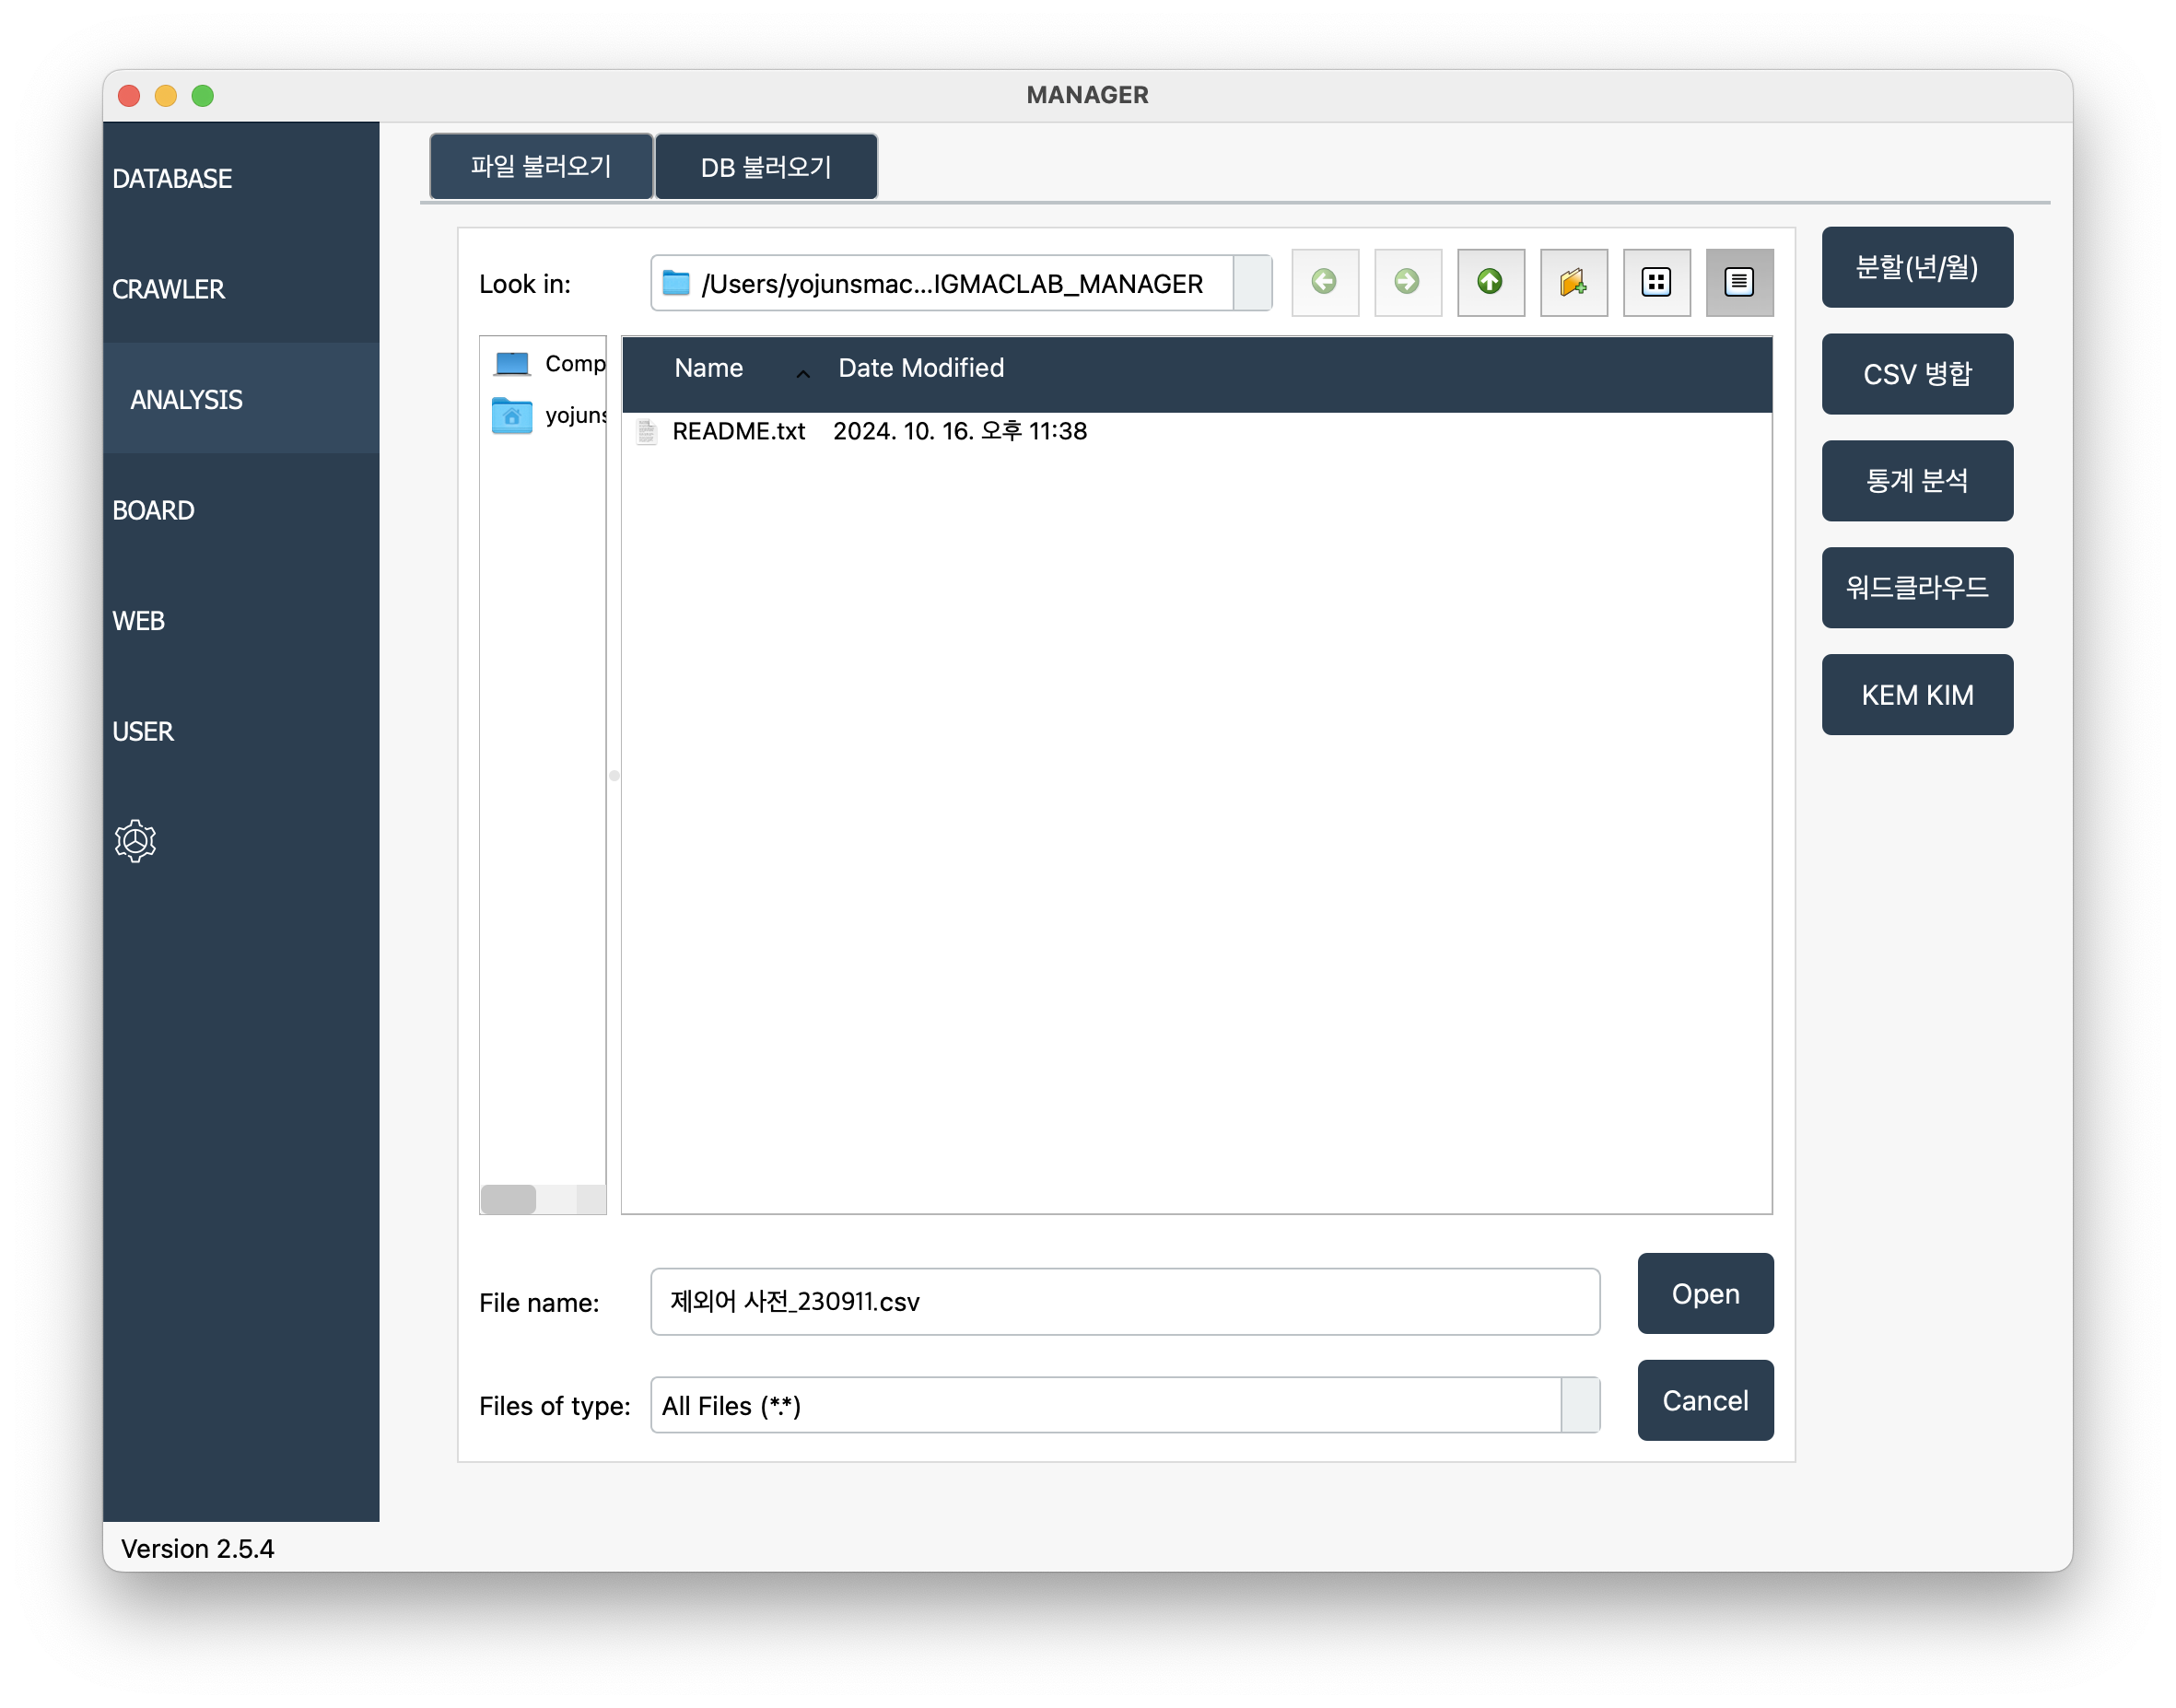 MANAGER
DATABASE
CRAWLER
ANALYSIS
BOARD
WEB
USER
Version 2.5.4
파일 불러오기
DB 불러오기
Look in:
/Users/yojunsmac...IGMACLAB_MANAGER
Comp
yojuns
Name
Date Modified
README.txt 2024. 10. 16. 오후 11:38
File name:
제외어 사전_230911.csv
Open
Files of type:
All Files (*.*)
Cancel
분할(년/월)
CSV 병합
통계 분석
워드클라우드
KEM KIM